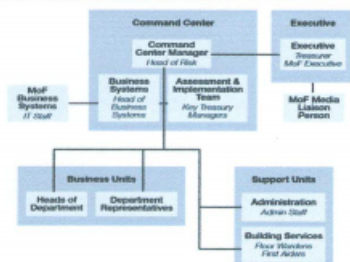 Command Center
Executive
Command
Center Manager
Head of Risk
Executive
Treasurer
MoF Executive
MoF
Business
Systems
IT Staff
Business
Systems
Head of
Business
Systems
Assessment &
Implementation
Team
Key Treasury
Managers
MoF Media
Liaison
Person
Business Units
Support Units
Heads of
Department
Department
Representatives
Administration
Admin Staff
Building Services
Floor Wardens
First Aiders